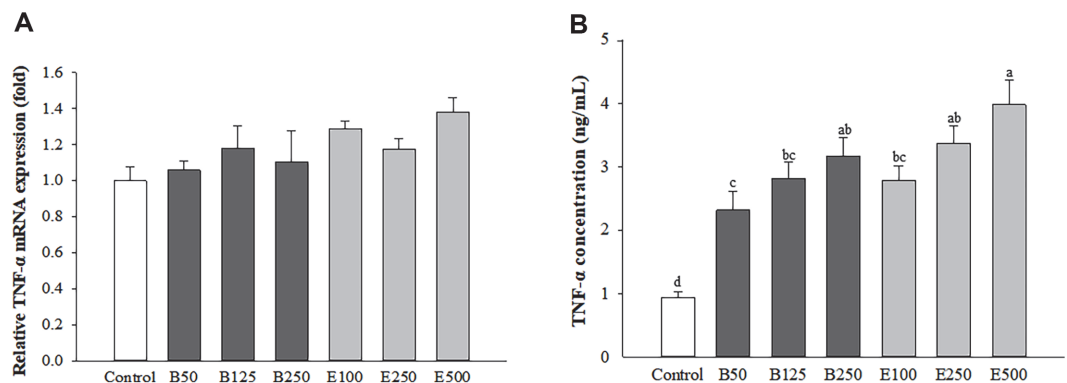 A
Relative TNF-α mRNA expression (fold)
1.6
1.4
1.2
1.0
0.8
0.6
0.4
0.2
0.0
Control B50 B125 B250 E100 E250 E500
B
TNF-α concentration (ng/mL)
5
4
3
2
1
0
d
c
bc
ab
bc
ab
a
Control B50 B125 B250 E100 E250 E500